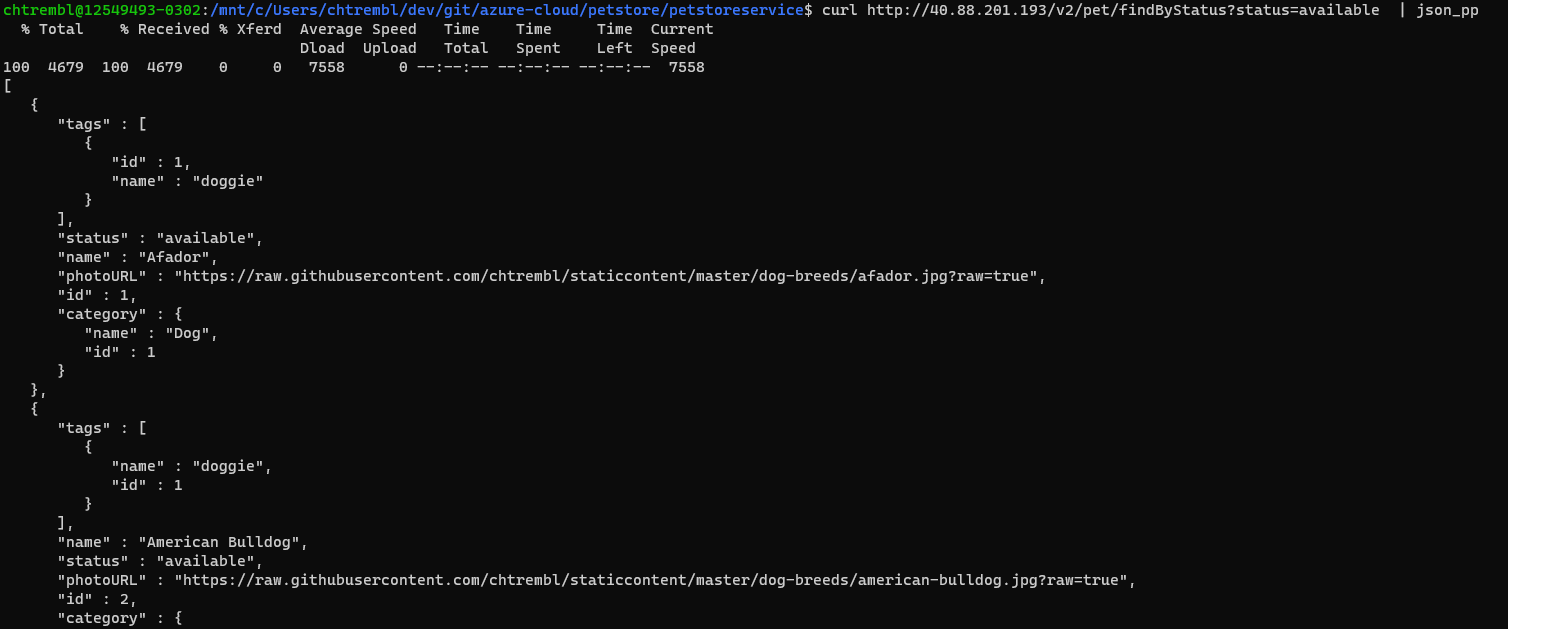 chtrembl@12549493-0302:/mnt/c/Users/chtrembl/dev/git/azure-cloud/petstore/petstoreservice$ curl http://40.88.201.193/v2/pet/findByStatus?status=available  | json_pp
  % Total    % Received % Xferd  Average Speed   Time    Time     Time  Current
                                 Dload  Upload   Total   Spent    Left  Speed
100  4679  100  4679    0     0   7558      0 --:--:-- --:--:-- --:--:--  7558
[
   {
      "tags" : [
         {
            "id" : 1,
            "name" : "doggie"
         }
      ],
      "status" : "available",
      "name" : "Afador",
      "photoURL" : "https://raw.githubusercontent.com/chtrembl/staticcontent/master/dog-breeds/afador.jpg?raw=true",
      "id" : 1,
      "category" : {
         "name" : "Dog",
         "id" : 1
      }
   },
   {
      "tags" : [
         {
            "name" : "doggie",
            "id" : 1
         }
      ],
      "name" : "American Bulldog",
      "status" : "available",
      "photoURL" : "https://raw.githubusercontent.com/chtrembl/staticcontent/master/dog-breeds/american-bulldog.jpg?raw=true",
      "id" : 2,
      "category" : {